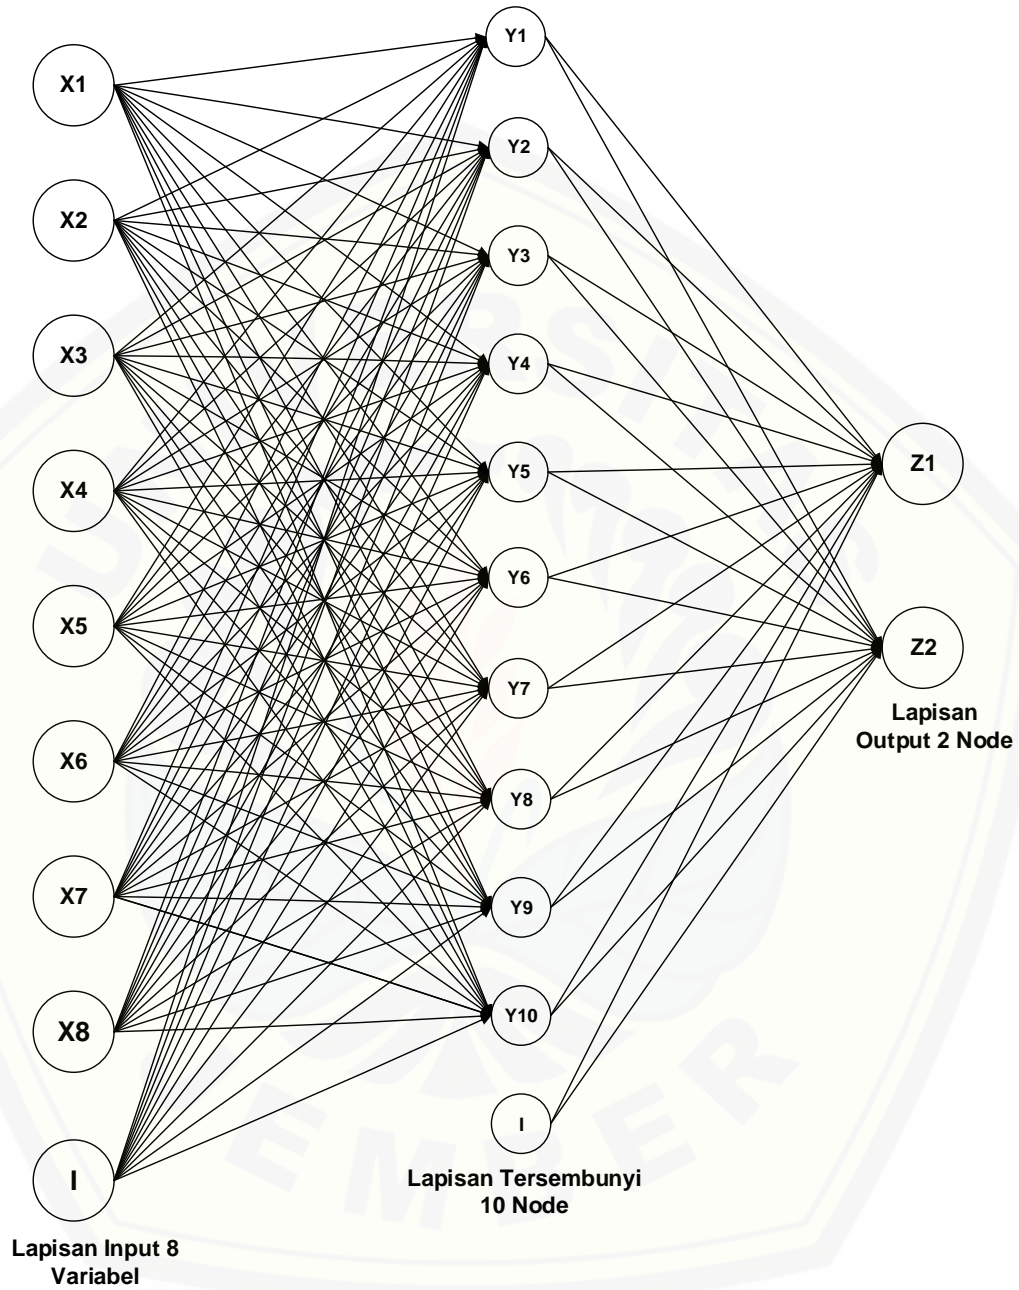 X1
X2
X3
X4
X5
X6
X7
X8
I
Lapisan Input 8
Variabel
Y1
Y2
Y3
Y4
Y5
Y6
Y7
Y8
Y9
Y10
I
Lapisan Tersembunyi
10 Node
Z1
Z2
Lapisan
Output 2 Node